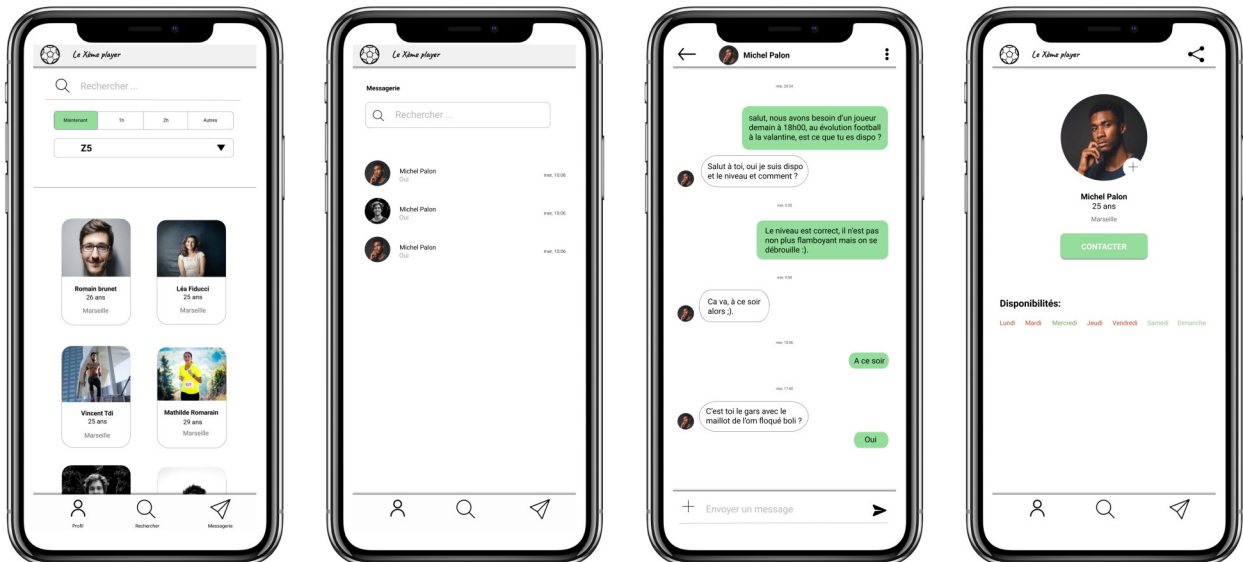 Le Xème player
Rechercher ...
Maintenant 1h 2h Autres
Z5
Romain brunet
26 ans
Marseille
Léa Fiducci
25 ans
Marseille
Vincent Tdi
25 ans
Marseille
Mathilde Romarain
29 ans
Marseille
Profil Rechercher Messagerie
Le Xème player
Messagerie
Rechercher ...
Michel Palon
Oui
mer, 10:06
Michel Palon
Oui
mer, 10:06
Michel Palon
Oui
mer, 10:06
Michel Palon
mar, 20:34
Salut, nous avons besoin d'un joueur
demain à 18h00, au évolution football
à la valantine, est ce que tu es dispo ?
Salut à toi, oui je suis dispo
et le niveau et comment ?
Le niveau est correct, il n'est pas
non plus flamboyant mais on se
débrouille :).
Ca va, à ce soir
alors ;).
A ce soir
C'est toi le gars avec le
maillot de l'om floqué boli ?
Oui
Envoyer un message
Le Xème player
Michel Palon
25 ans
Marseille
CONTACTER
Disponibilités:
Lundi Mardi Mercredi Jeudi Vendredi Samedi Dimanche